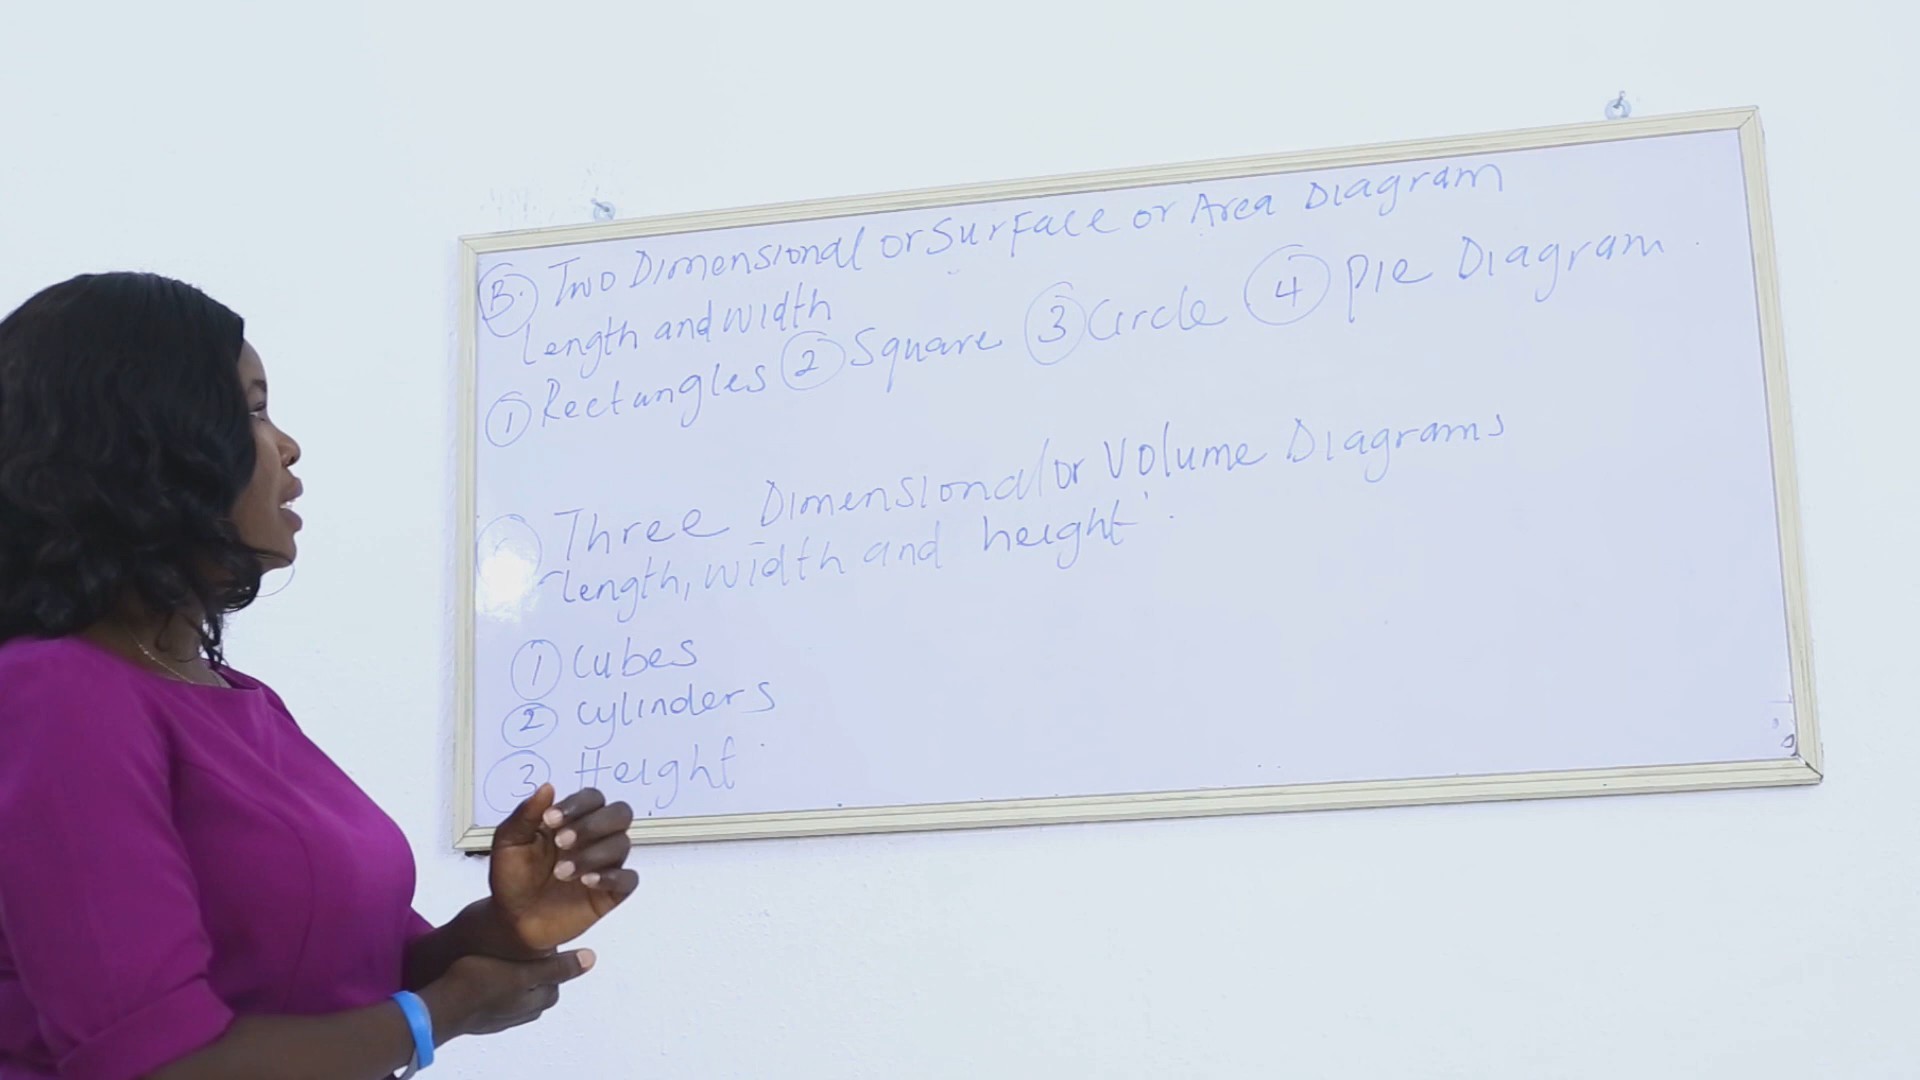 B. Two Dimensional or Surface or Area Diagram
Length and width
1 Rectangles 2 Square 3 Circle 4 Pie Diagram
Three Dimensional or Volume Diagrams
length, width and height
1 Cubes
2 Cylinders
3 Height